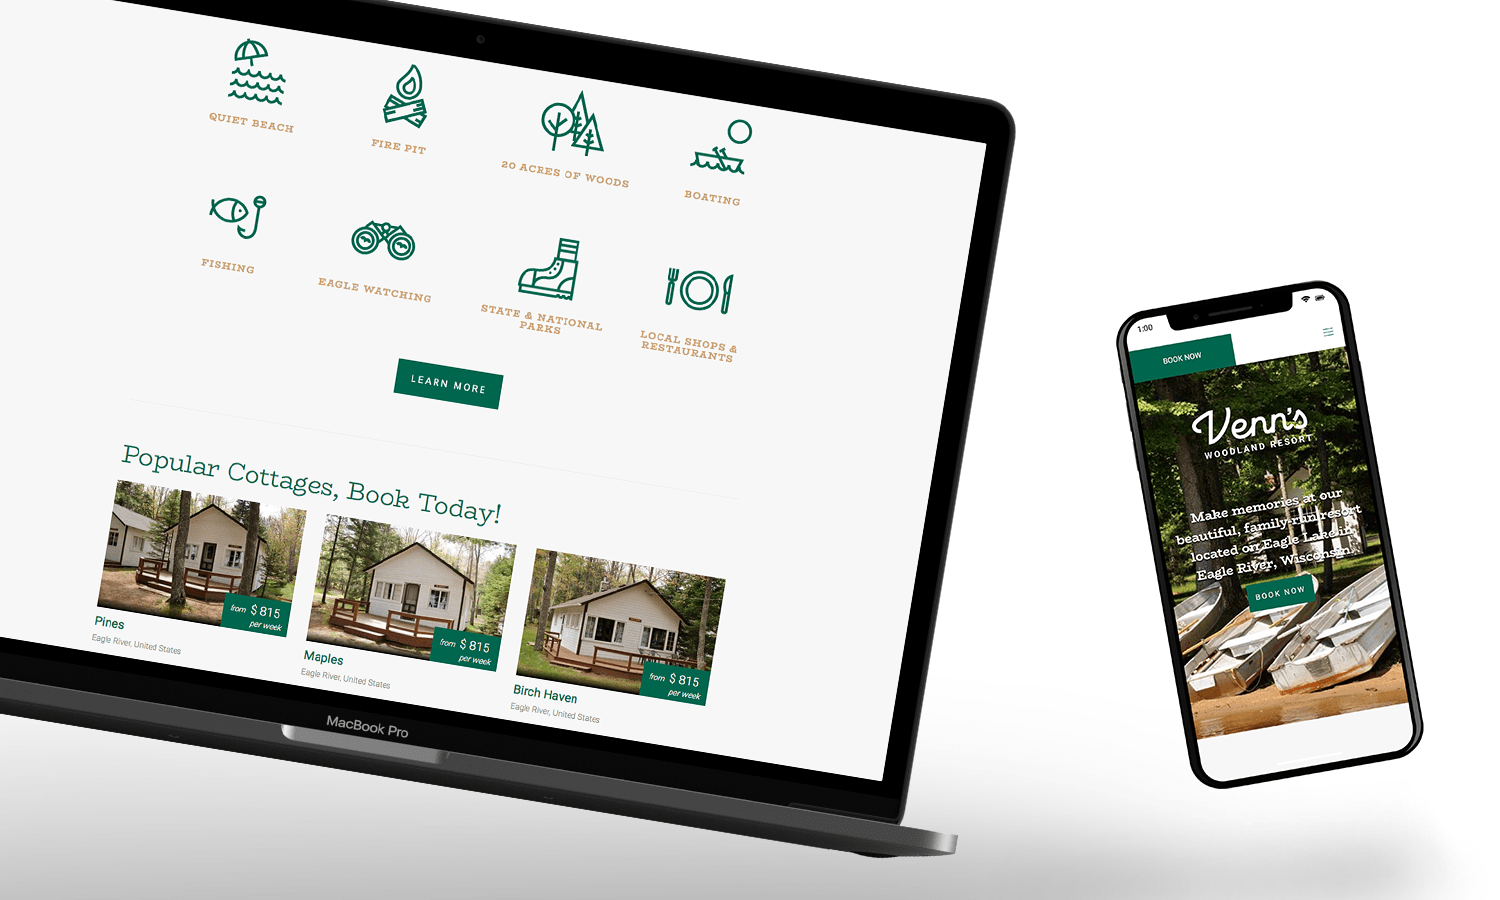 QUIET BEACH
FIRE PIT
20 ACRES OF WOODS
BOATING
FISHING
EAGLE WATCHING
STATE & NATIONAL
PARKS
LOCAL SHOPS &
RESTAURANTS
LEARN MORE
Popular Cottages, Book Today!
from $ 815
per week
Pines
Eagle River, United States
from $ 815
per week
Maples
Eagle River, United States
from $ 815
per week
Birch Haven
Eagle River, United States
MacBook Pro
1:00
BOOK NOW
Venn's
WOODLAND RESORT
Make memories at our
beautiful, family-run resort
located on Eagle Lake in
Eagle River, Wisconsin.
BOOK NOW